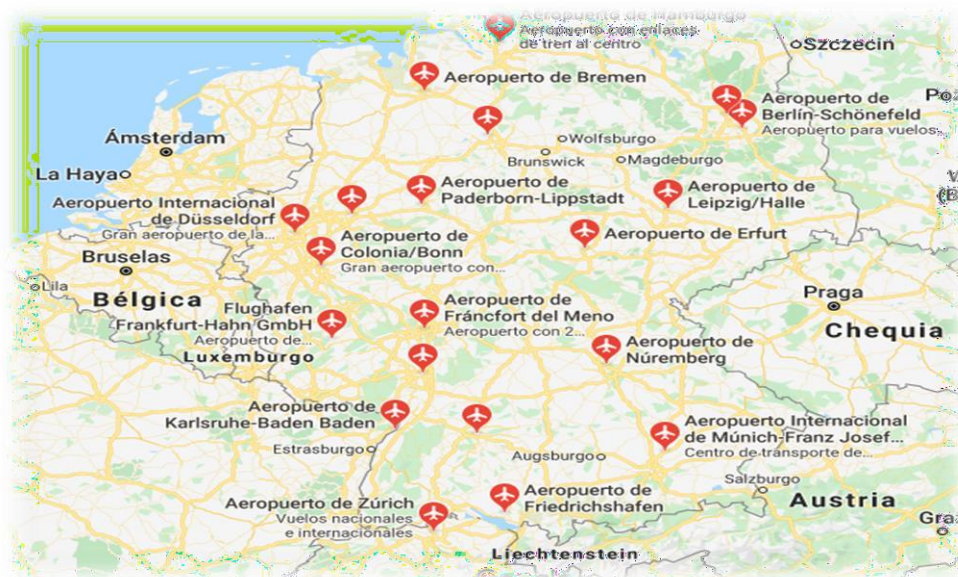 Aeropuerto de Hamburgo
Aeropuerto con enlaces
de tren al centro
Szczecin
Aeropuerto de Bremen
Aeropuerto de
Berlín-Schönefeld
Aeropuerto para vuelos...
Ámsterdam
Wolfsburgo
Brunswick
Magdeburgo
La Haya
Aeropuerto de
Paderborn-Lippstadt
Aeropuerto de
Leipzig/Halle
Aeropuerto Internacional
de Düsseldorf
Gran aeropuerto de la...
Aeropuerto de
Colonia/Bonn
Gran aeropuerto con...
Aeropuerto de Erfurt
Bruselas
Lila
Bélgica
Praga
Chequia
Flughafen
Frankfurt-Hahn GmbH
Aeropuerto de...
Aeropuerto de
Fráncfort del Meno
Aeropuerto con 2...
Luxemburgo
Aeropuerto de
Núremberg
Aeropuerto de
Karlsruhe-Baden Baden
Estrasburgo
Aeropuerto Internacional
de Múnich-Franz Josef...
Centro de transporte de...
Augsburgo
Salzburgo
Austria
Aeropuerto de Zúrich
Vuelos nacionales
e internacionales
Aeropuerto de
Friedrichshafen
Liechtenstein